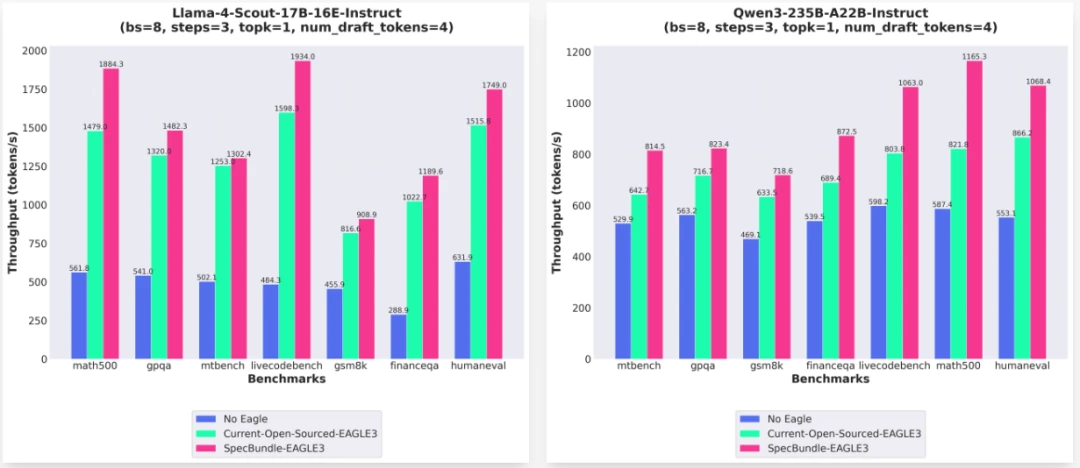 Llama-4-Scout-17B-16E-Instruct
(bs=8, steps=3, topk=1, num_draft_tokens=4)
Throughput (tokens/s)
2000
1750
1500
1250
1000
750
500
250
0
561.8 1479.0 1884.3
541.0 1320.0 1482.3
502.1 1253.8 1302.4
484.3 1598.3 1934.0
455.9 816.6 908.9
288.9 1022.7 1189.6
631.9 1515.8 1749.0
math500 gpqa mtbench livecodebench gsm8k financeqa humaneval
Benchmarks
No Eagle
Current-Open-Sourced-EAGLE3
SpecBundle-EAGLE3
Qwen3-235B-A22B-Instruct
(bs=8, steps=3, topk=1, num_draft_tokens=4)
Throughput (tokens/s)
1200
1000
800
600
400
200
0
529.9 642.7 814.5
563.2 716.7 823.4
469.1 633.5 718.6
539.5 689.4 872.5
598.2 803.8 1063.0
587.4 821.8 1165.3
553.1 866.2 1068.4
mtbench gpqa gsm8k financeqa livecodebench math500 humaneval
Benchmarks
No Eagle
Current-Open-Sourced-EAGLE3
SpecBundle-EAGLE3